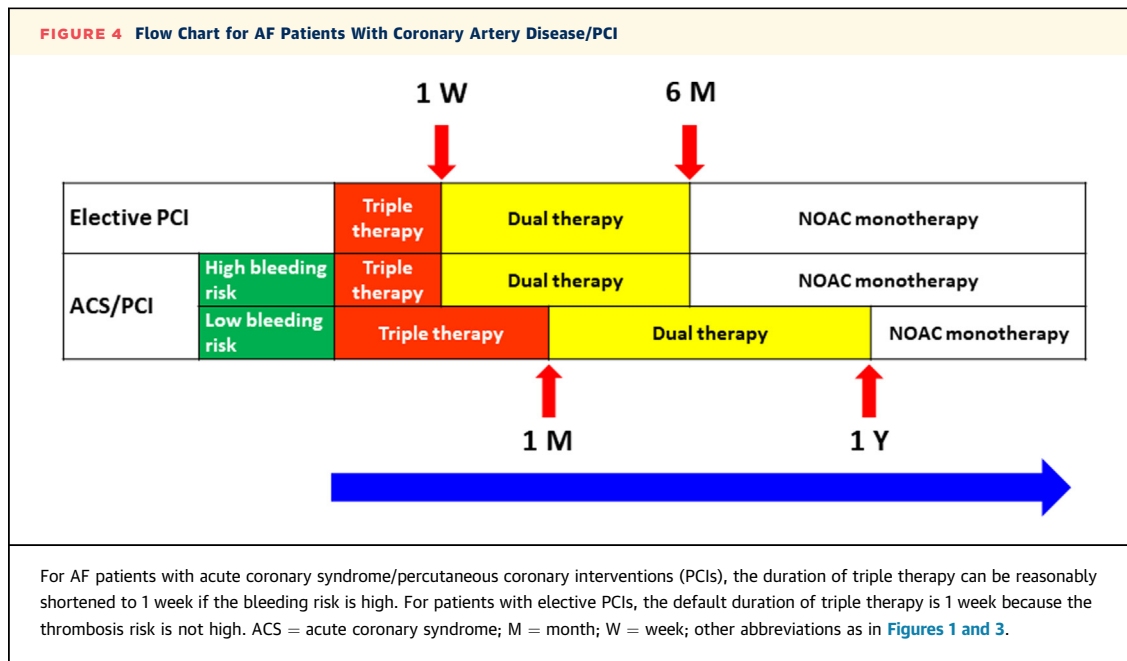 FIGURE 4 Flow Chart for AF Patients With Coronary Artery Disease/PCI
1 W
6 M
Elective PCI
Triple
therapy
Dual therapy
NOAC monotherapy
ACS/PCI
High bleeding
risk
Triple
therapy
Dual therapy
NOAC monotherapy
Low bleeding
risk
Triple therapy
Dual therapy
NOAC monotherapy
1 M
1 Y
For AF patients with acute coronary syndrome/percutaneous coronary interventions (PCIs), the duration of triple therapy can be reasonably
shortened to 1 week if the bleeding risk is high. For patients with elective PCIs, the default duration of triple therapy is 1 week because the
thrombosis risk is not high. ACS = acute coronary syndrome; M = month; W = week; other abbreviations as in Figures 1 and 3.